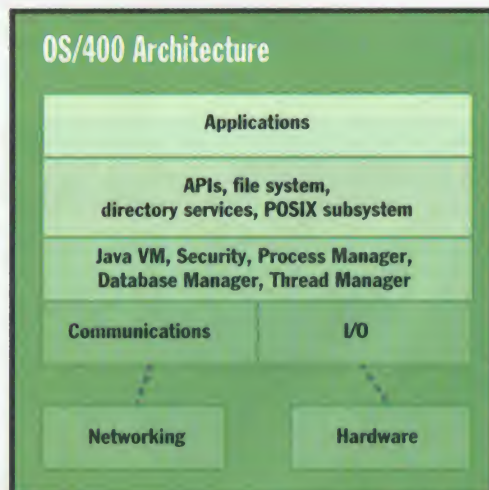 OS/400 Architecture
Applications
APIs, file system,
directory services, POSIX subsystem
Java VM, Security, Process Manager,
Database Manager, Thread Manager
Communications I/O
Networking Hardware